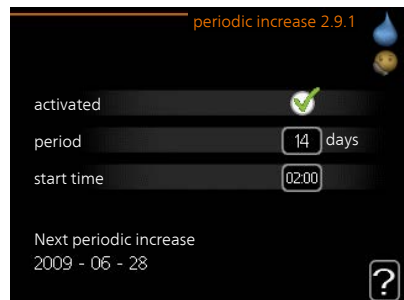 periodic increase 2.9.1
activated
period 14 days
start time 02:00
Next periodic increase
2009 - 06 - 28
?